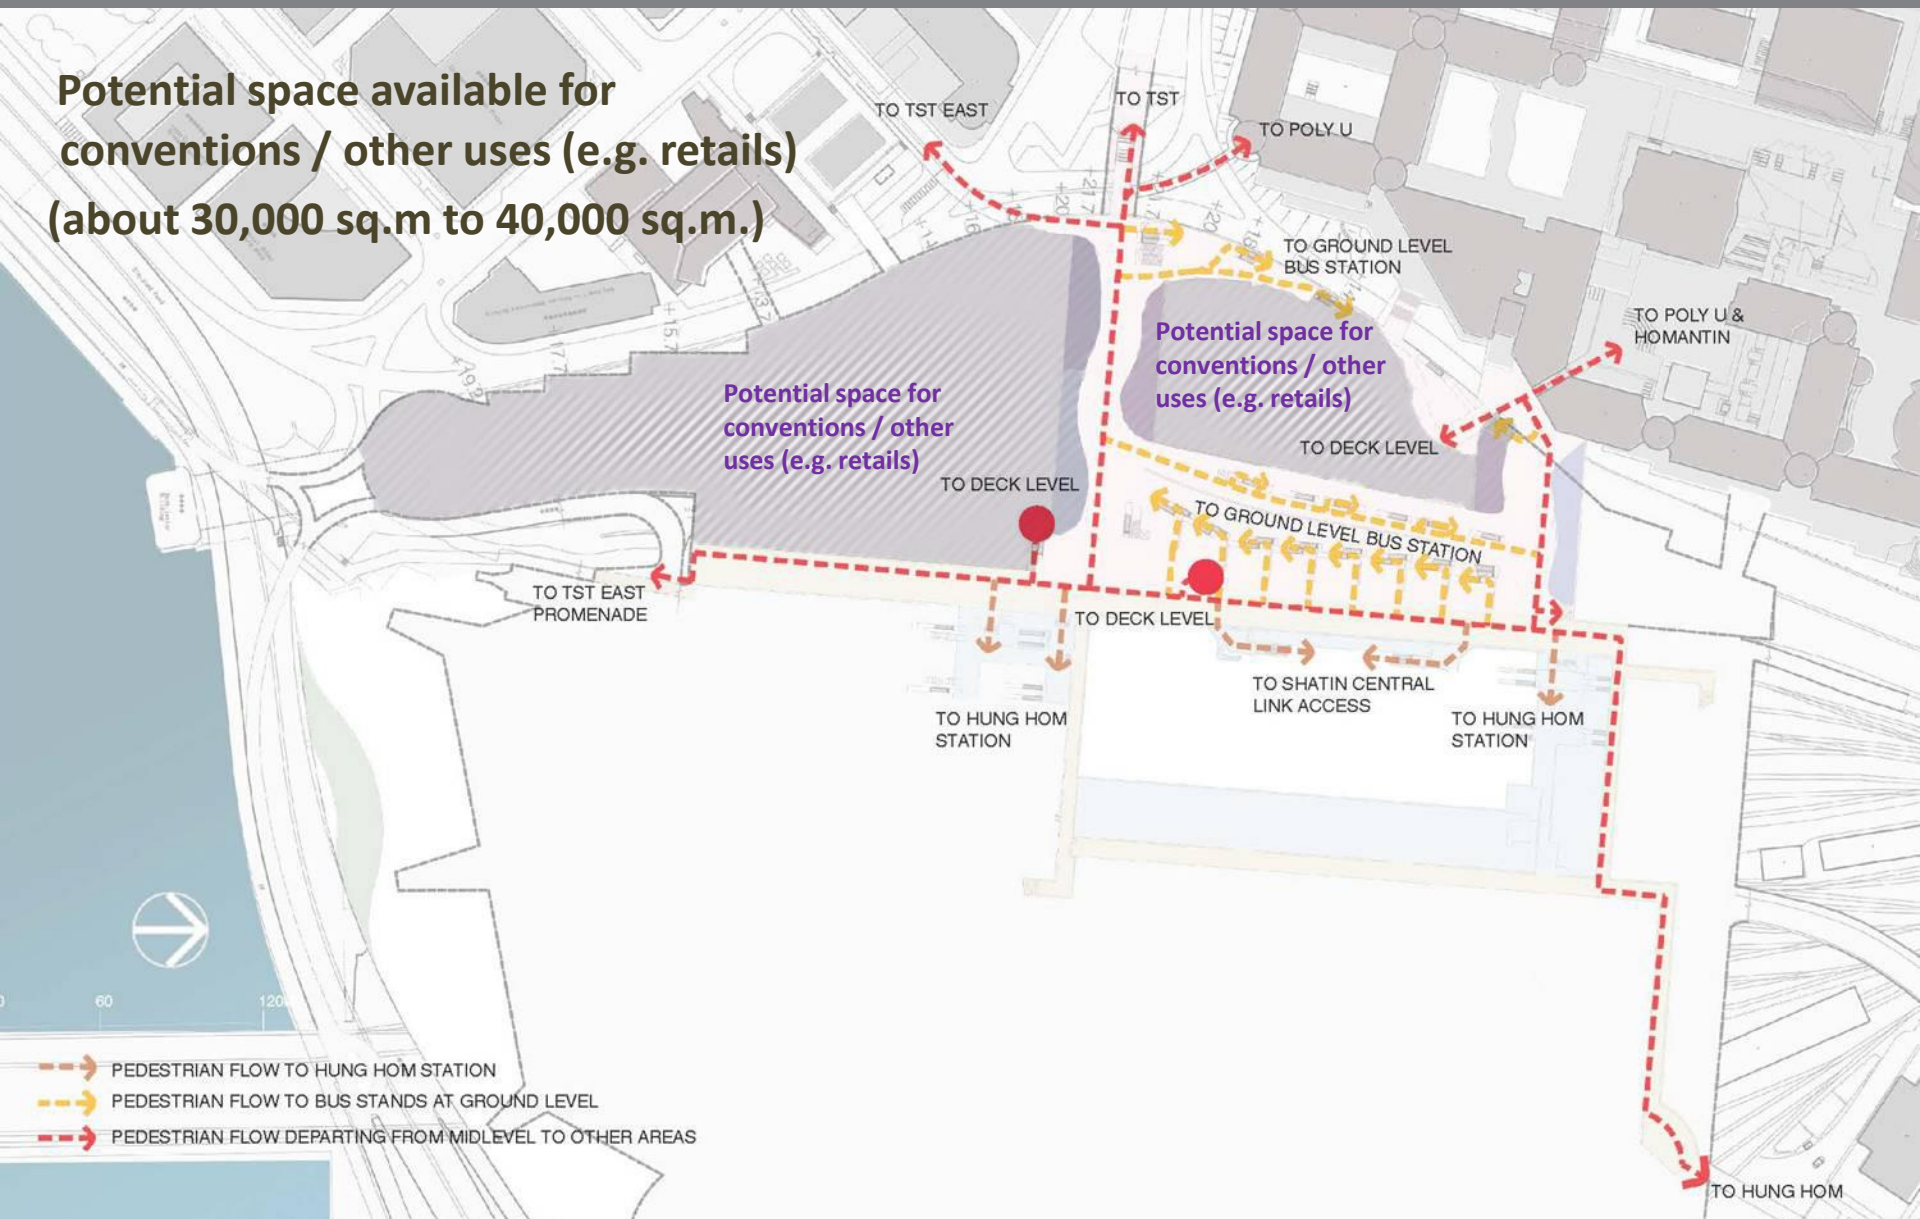 Potential space available for
conventions / other uses (e.g. retails)
(about 30,000 sq.m to 40,000 sq.m.)
TO TST EAST
TO TST
TO POLY U
TO GROUND LEVEL
BUS STATION
TO POLY U &
HOMANTIN
Potential space for
conventions / other
uses (e.g. retails)
Potential space for
conventions / other
uses (e.g. retails)
TO DECK LEVEL
TO DECK LEVEL
TO GROUND LEVEL BUS STATION
TO TST EAST
PROMENADE
TO DECK LEVEL
TO SHATIN CENTRAL
LINK ACCESS
TO HUNG HOM
STATION
TO HUNG HOM
STATION
0 60 120
PEDESTRIAN FLOW TO HUNG HOM STATION
PEDESTRIAN FLOW TO BUS STANDS AT GROUND LEVEL
PEDESTRIAN FLOW DEPARTING FROM MIDLEVEL TO OTHER AREAS
TO HUNG HOM